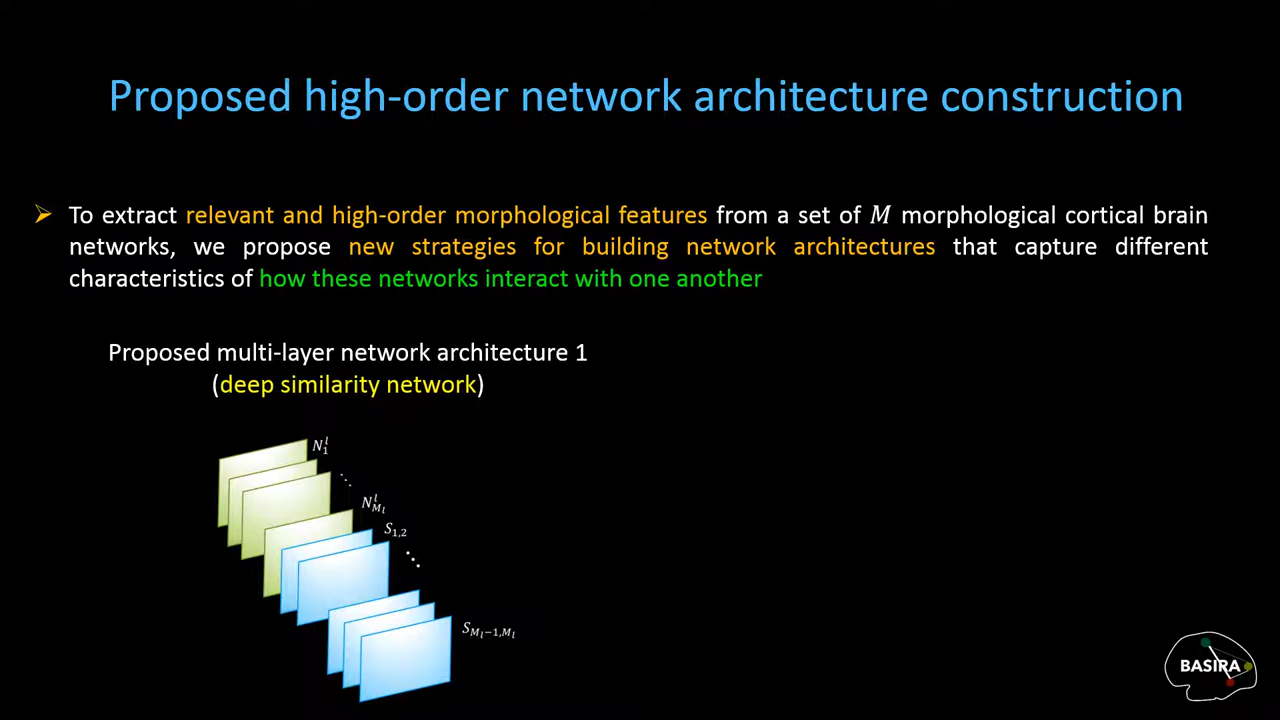 Proposed high-order network architecture construction
To extract relevant and high-order morphological features from a set of 𝑀 morphological cortical brain
networks, we propose new strategies for building network architectures that capture different
characteristics of how these networks interact with one another
Proposed multi-layer network architecture 1
(deep similarity network)
N_1^l
⋱
N_{M_l}^l
S_{1,2}
⋱
S_{M_l−1,M_l}
BASIRA